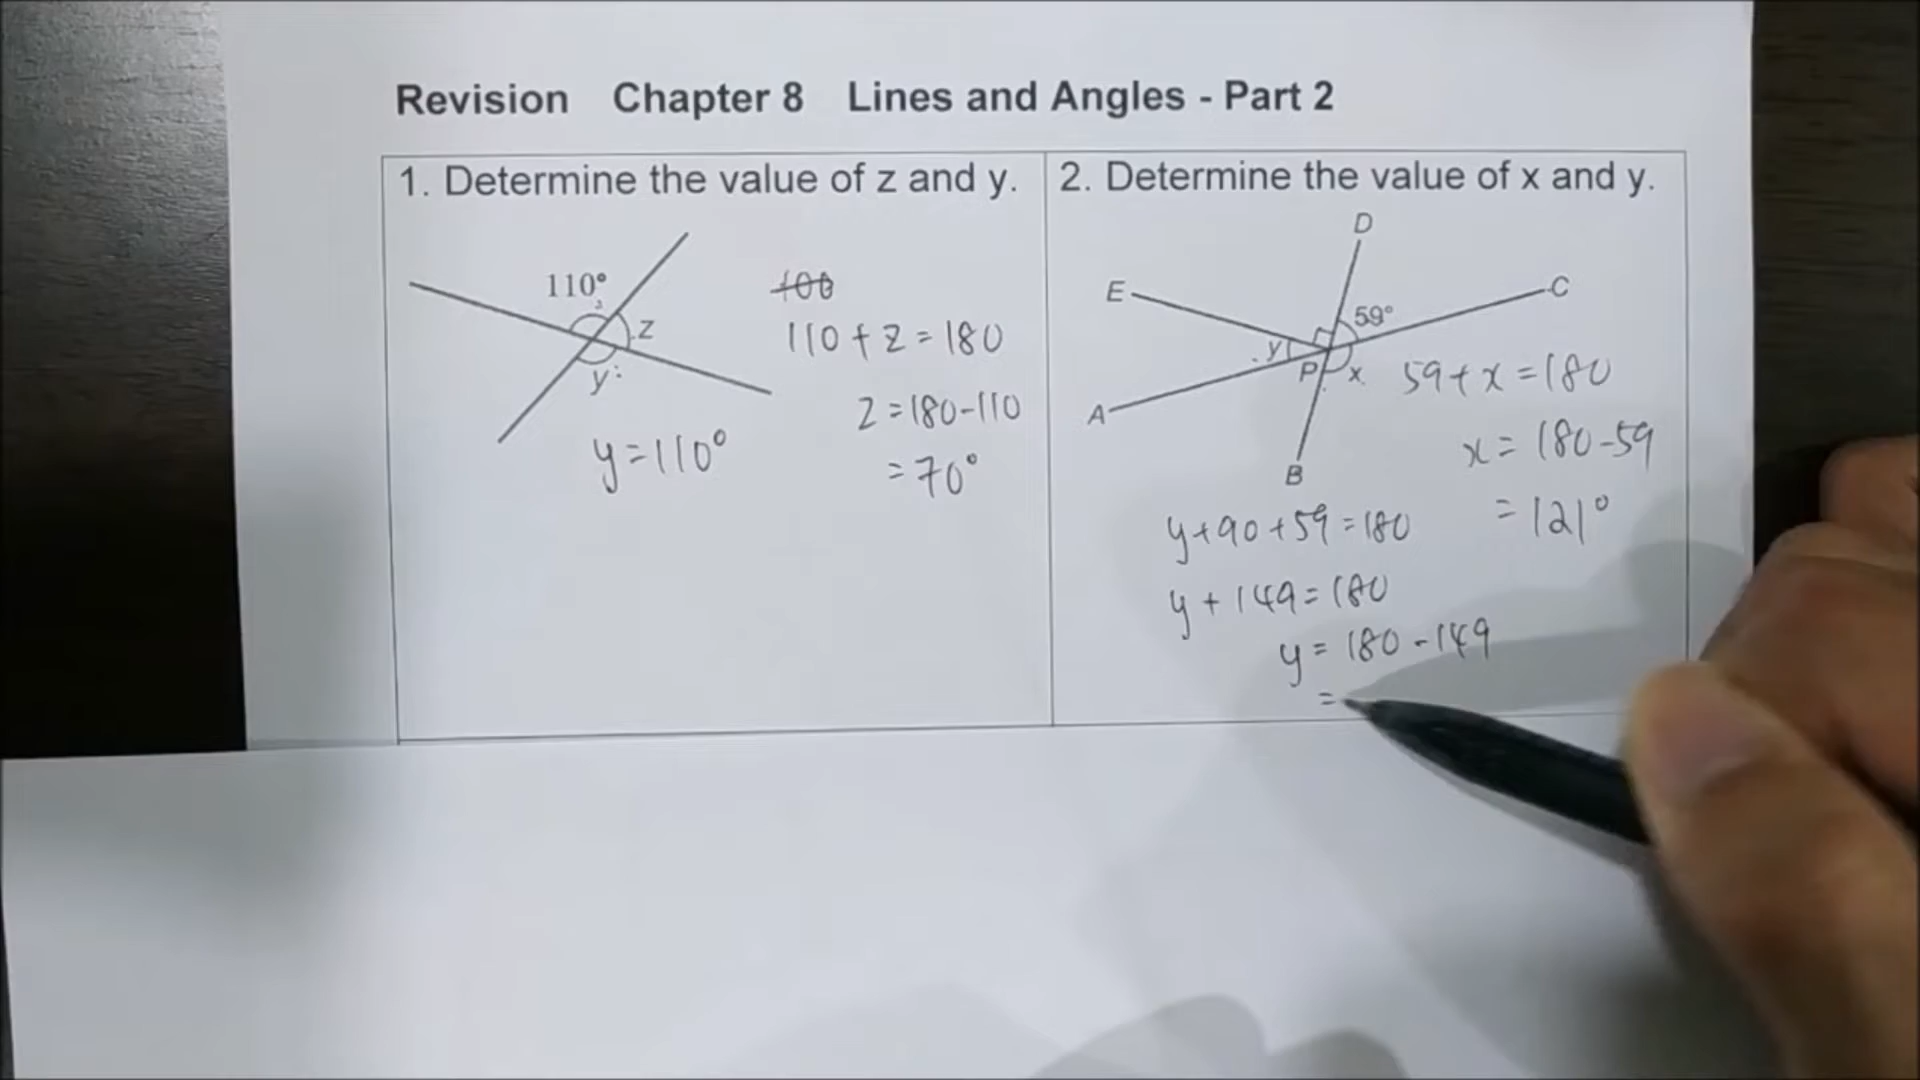 Revision Chapter 8 Lines and Angles - Part 2
1. Determine the value of z and y.
110°
z
y
100
110 + z = 180
z = 180 - 110
= 70°
y = 110°
2. Determine the value of x and y.
D
E
C
59°
y
P
x
A
B
59 + x = 180
x = 180 - 59
= 121°
y + 90 + 59 = 180
y + 149 = 180
y = 180 - 149
=